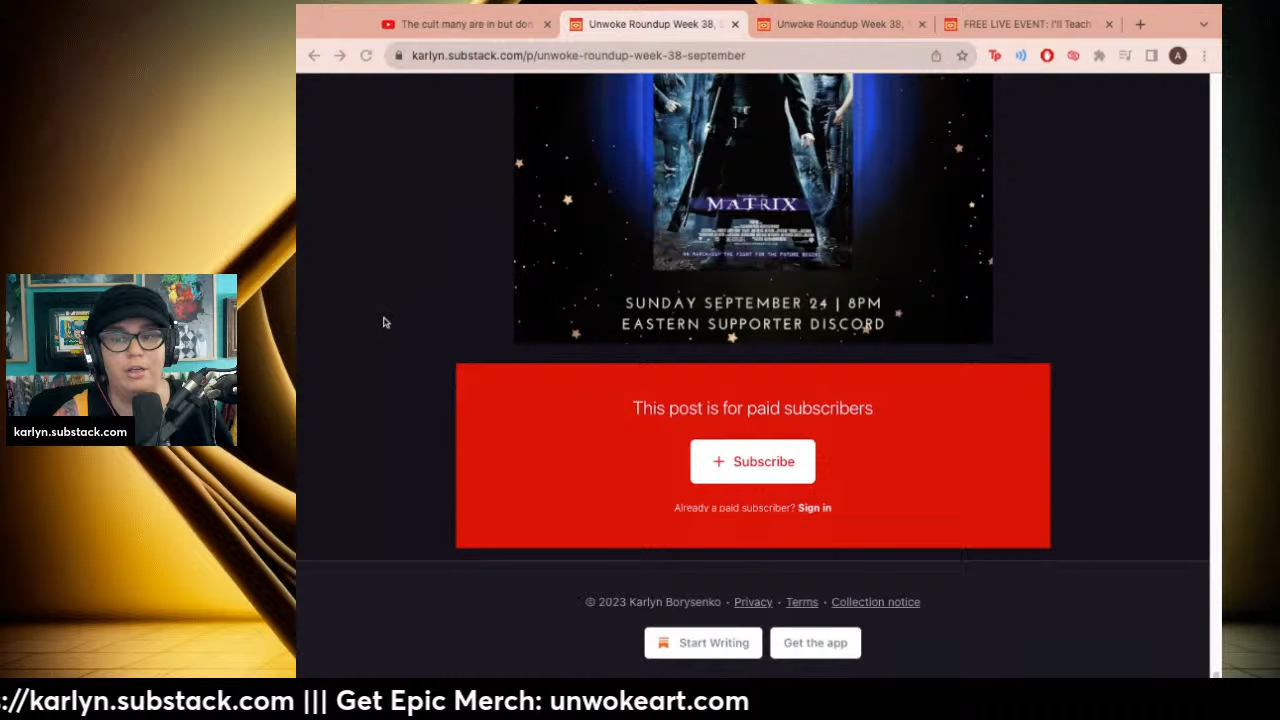 The cult many are in but don
Unwoke Roundup Week 38,
Unwoke Roundup Week 38,
FREE LIVE EVENT: I'll Teach
karlyn.substack.com/p/unwoke-roundup-week-38-september
Tp
A
MATRIX
SUNDAY SEPTEMBER 24 | 8PM
EASTERN SUPPORTER DISCORD
This post is for paid subscribers
+ Subscribe
Already a paid subscriber? Sign in
karlyn.substack.com
© 2023 Karlyn Borysenko · Privacy · Terms · Collection notice
Start Writing
Get the app
://karlyn.substack.com ||| Get Epic Merch: unwokeart.com